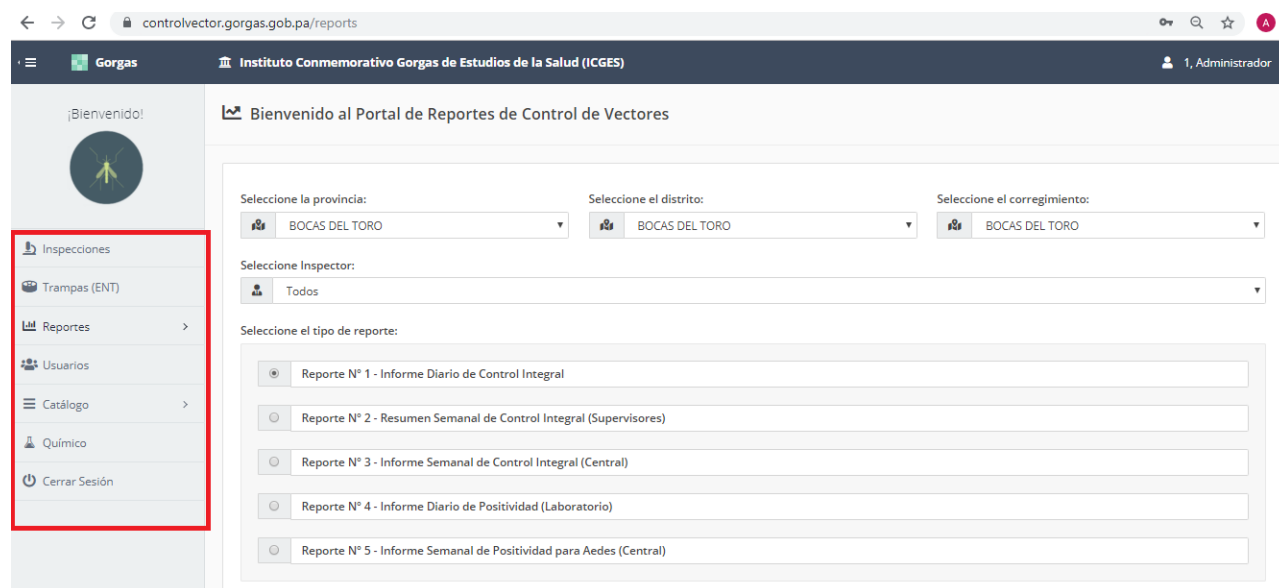 controlvector.gorgas.gob.pa/reports
A
Gorgas
Instituto Conmemorativo Gorgas de Estudios de la Salud (ICGES)
1, Administrador
¡Bienvenido!
Bienvenido al Portal de Reportes de Control de Vectores
Inspecciones
Trampas (ENT)
Reportes
Usuarios
Catálogo
Químico
Cerrar Sesión
Seleccione la provincia:
BOCAS DEL TORO
Seleccione el distrito:
BOCAS DEL TORO
Seleccione el corregimiento:
BOCAS DEL TORO
Seleccione Inspector:
Todos
Seleccione el tipo de reporte:
Reporte N° 1 - Informe Diario de Control Integral
Reporte N° 2 - Resumen Semanal de Control Integral (Supervisores)
Reporte N° 3 - Informe Semanal de Control Integral (Central)
Reporte N° 4 - Informe Diario de Positividad (Laboratorio)
Reporte N° 5 - Informe Semanal de Positividad para Aedes (Central)